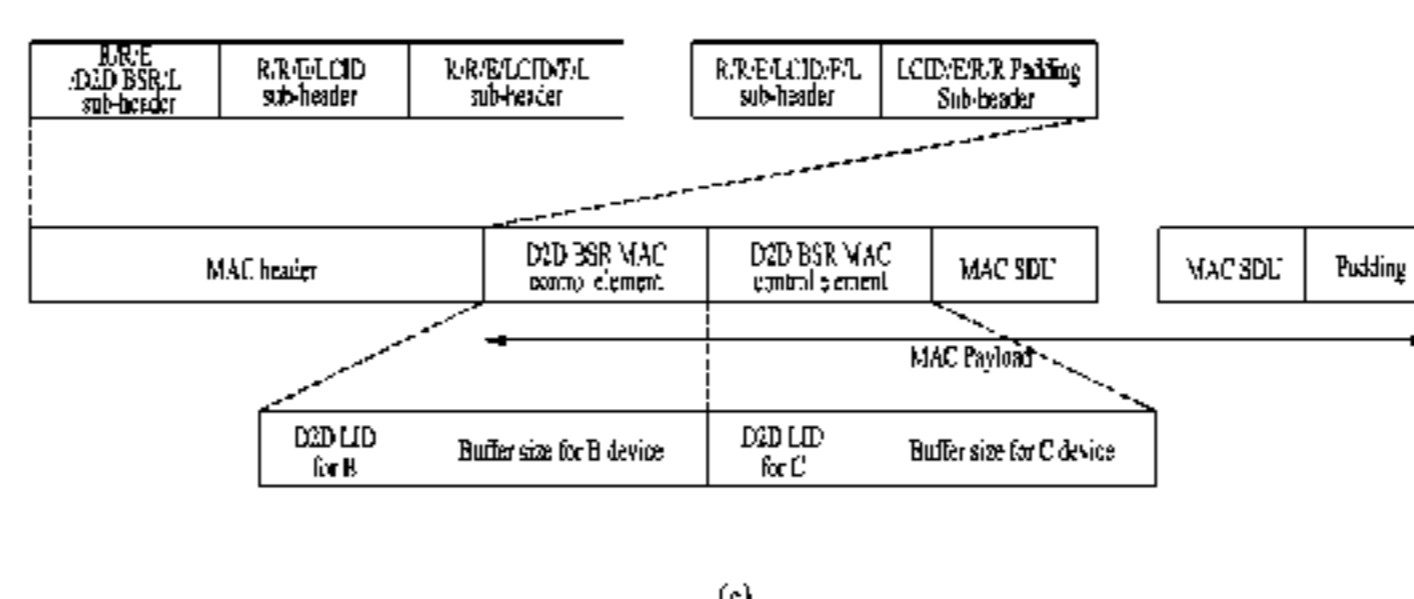 R/R/E
/D2D BSR/L
sub-header
R/R/E/LCID
sub-header
R/R/E/LCID/F/L
sub-header
R/R/E/LCID/F/L
sub-header
LCID/E/R/R Padding
Sub-header
MAC header
D2D BSR MAC
control element
D2D BSR MAC
control element
MAC SDU
MAC SDU
Padding
MAC Payload
D2D LID
for B
Buffer size for B device
D2D LID
for C
Buffer size for C device